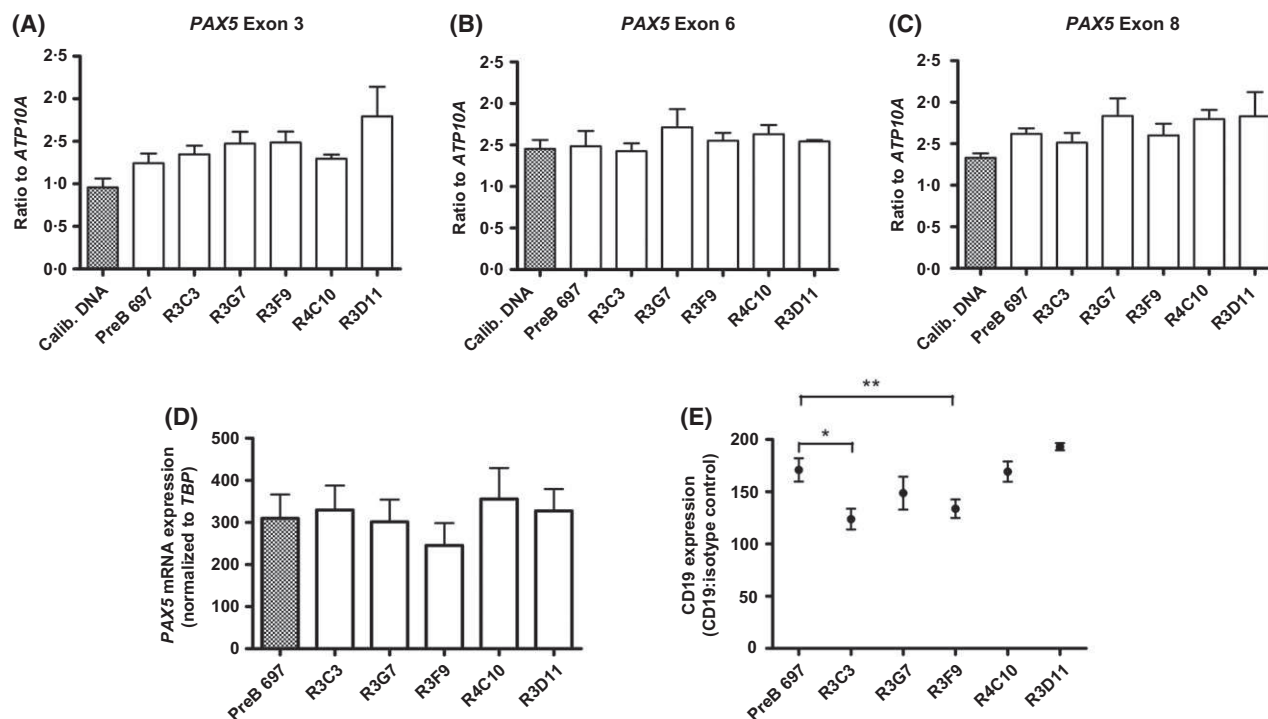 (A)
PAX5 Exon 3
Ratio to ATP10A
2·5
2·0
2·5
1·0
0·5
0·0
Calib. DNA
PreB 697
R3C3
R3G7
R3F9
R4C10
R3D11
(B)
PAX5 Exon 6
Ratio to ATP10A
2·5
2·0
2·5
1·0
0·5
0·0
Calib. DNA
PreB 697
R3C3
R3G7
R3F9
R4C10
R3D11
(C)
PAX5 Exon 8
Ratio to ATP10A
2·5
2·0
2·5
1·0
0·5
0·0
Calib. DNA
PreB 697
R3C3
R3G7
R3F9
R4C10
R3D11
(D)
PAX5 mRNA expression
(normalized to TBP)
500
400
300
300
100
0
PreB 697
R3C3
R3G7
R3F9
R4C10
R3D11
(E)
**
*
CD19 expression
(CD19:isotype control)
200
150
100
50
0
PreB 697
R3C3
R3G7
R3F9
R4C10
R3D11